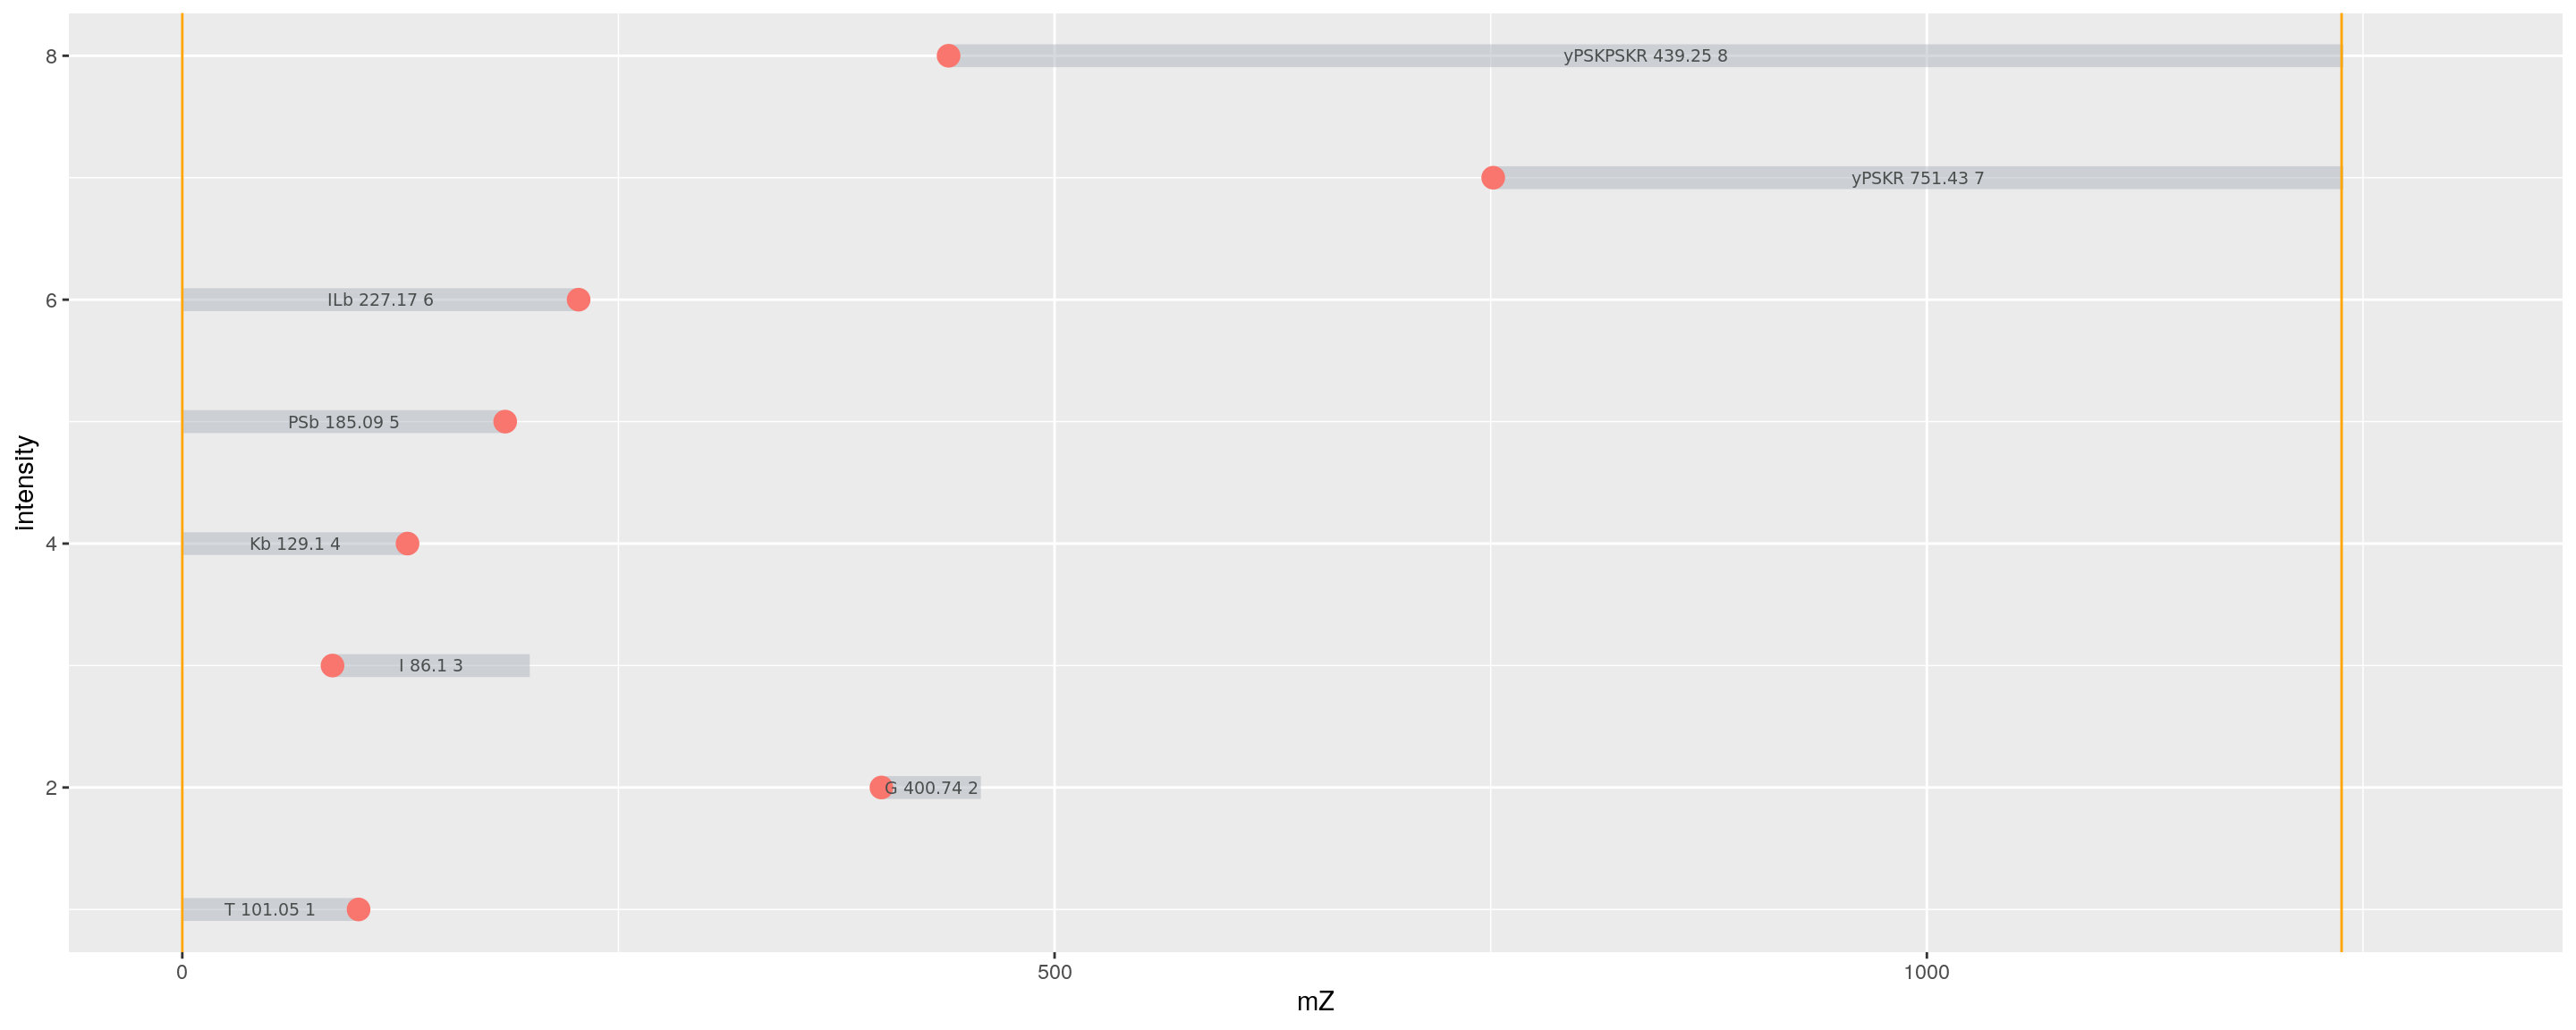 8
yPSKPSKR 439.25 8
yPSKR 751.43 7
6
ILb 227.17 6
PSb 185.09 5
intensity
4
Kb 129.1 4
I 86.1 3
2
G 400.74 2
T 101.05 1
0
500
1000
mZ